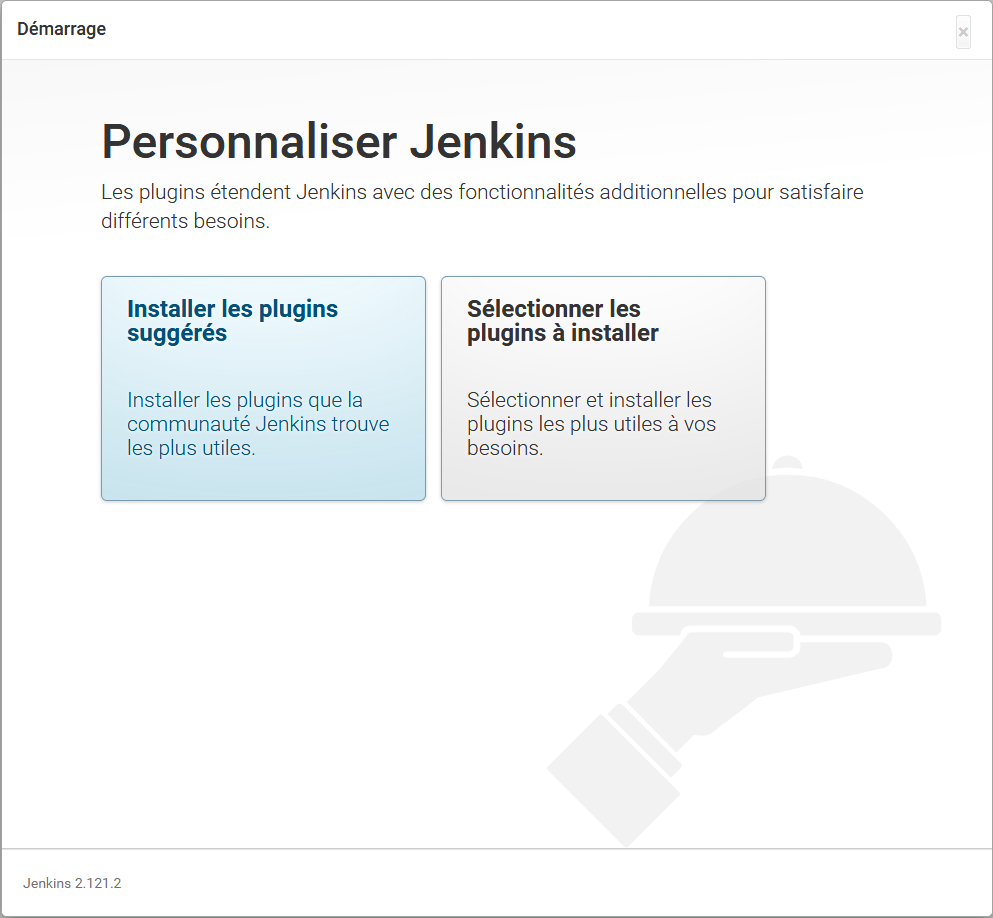 Démarrage
×
Personnaliser Jenkins
Les plugins étendent Jenkins avec des fonctionnalités additionnelles pour satisfaire
différents besoins.
Installer les plugins
suggérés
Installer les plugins que la
communauté Jenkins trouve
les plus utiles.
Sélectionner les
plugins à installer
Sélectionner et installer les
plugins les plus utiles à vos
besoins.
Jenkins 2.121.2